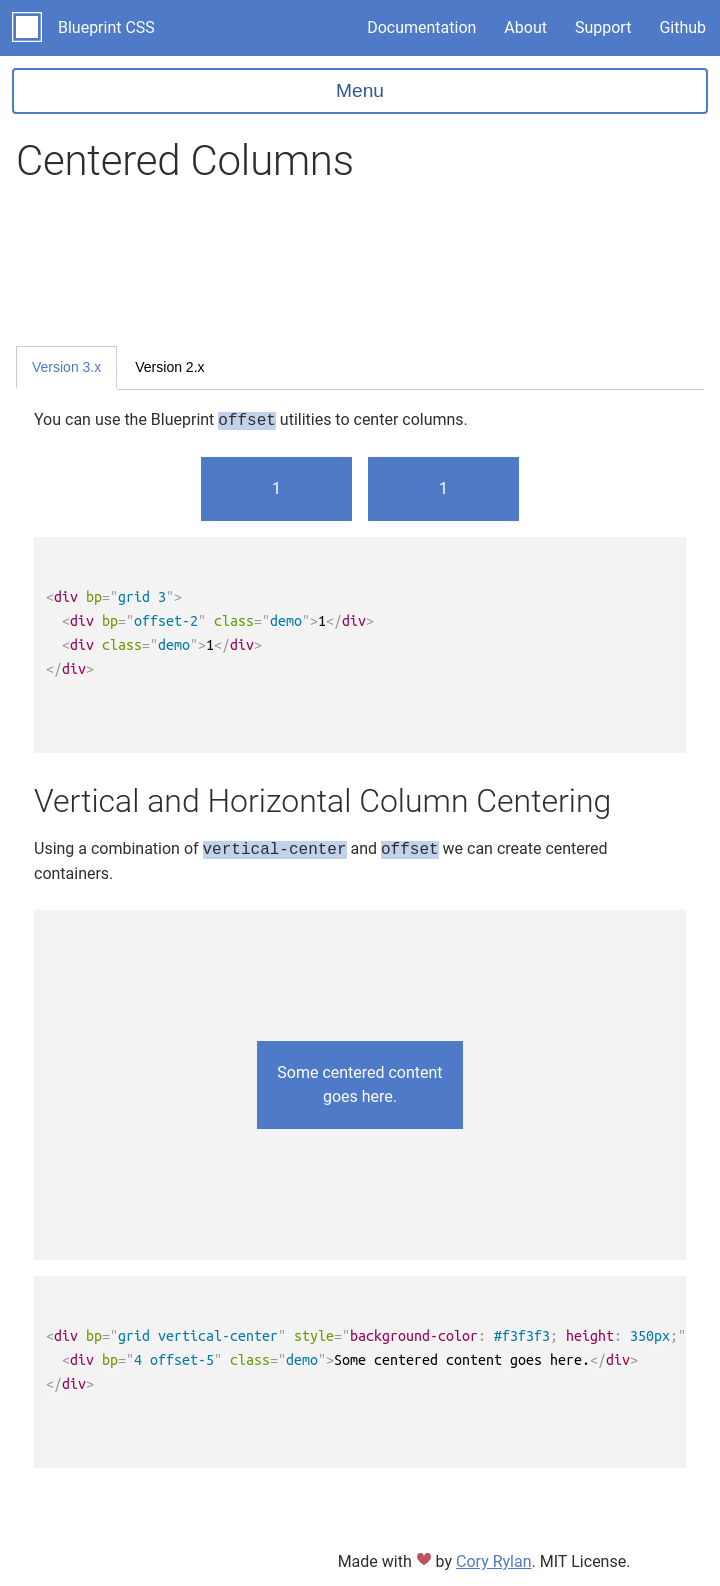 Blueprint CSS Documentation About Support Github
Menu
Centered Columns
Version 3.x Version 2.x
You can use the Blueprint offset utilities to center columns.
1 1
<div bp="grid 3">
  <div bp="offset-2" class="demo">1</div>
  <div class="demo">1</div>
</div>
Vertical and Horizontal Column Centering
Using a combination of vertical-center and offset we can create centered
containers.
Some centered content
goes here.
<div bp="grid vertical-center" style="background-color: #f3f3f3; height: 350px;"
  <div bp="4 offset-5" class="demo">Some centered content goes here.</div>
</div>
Made with ♥ by Cory Rylan. MIT License.